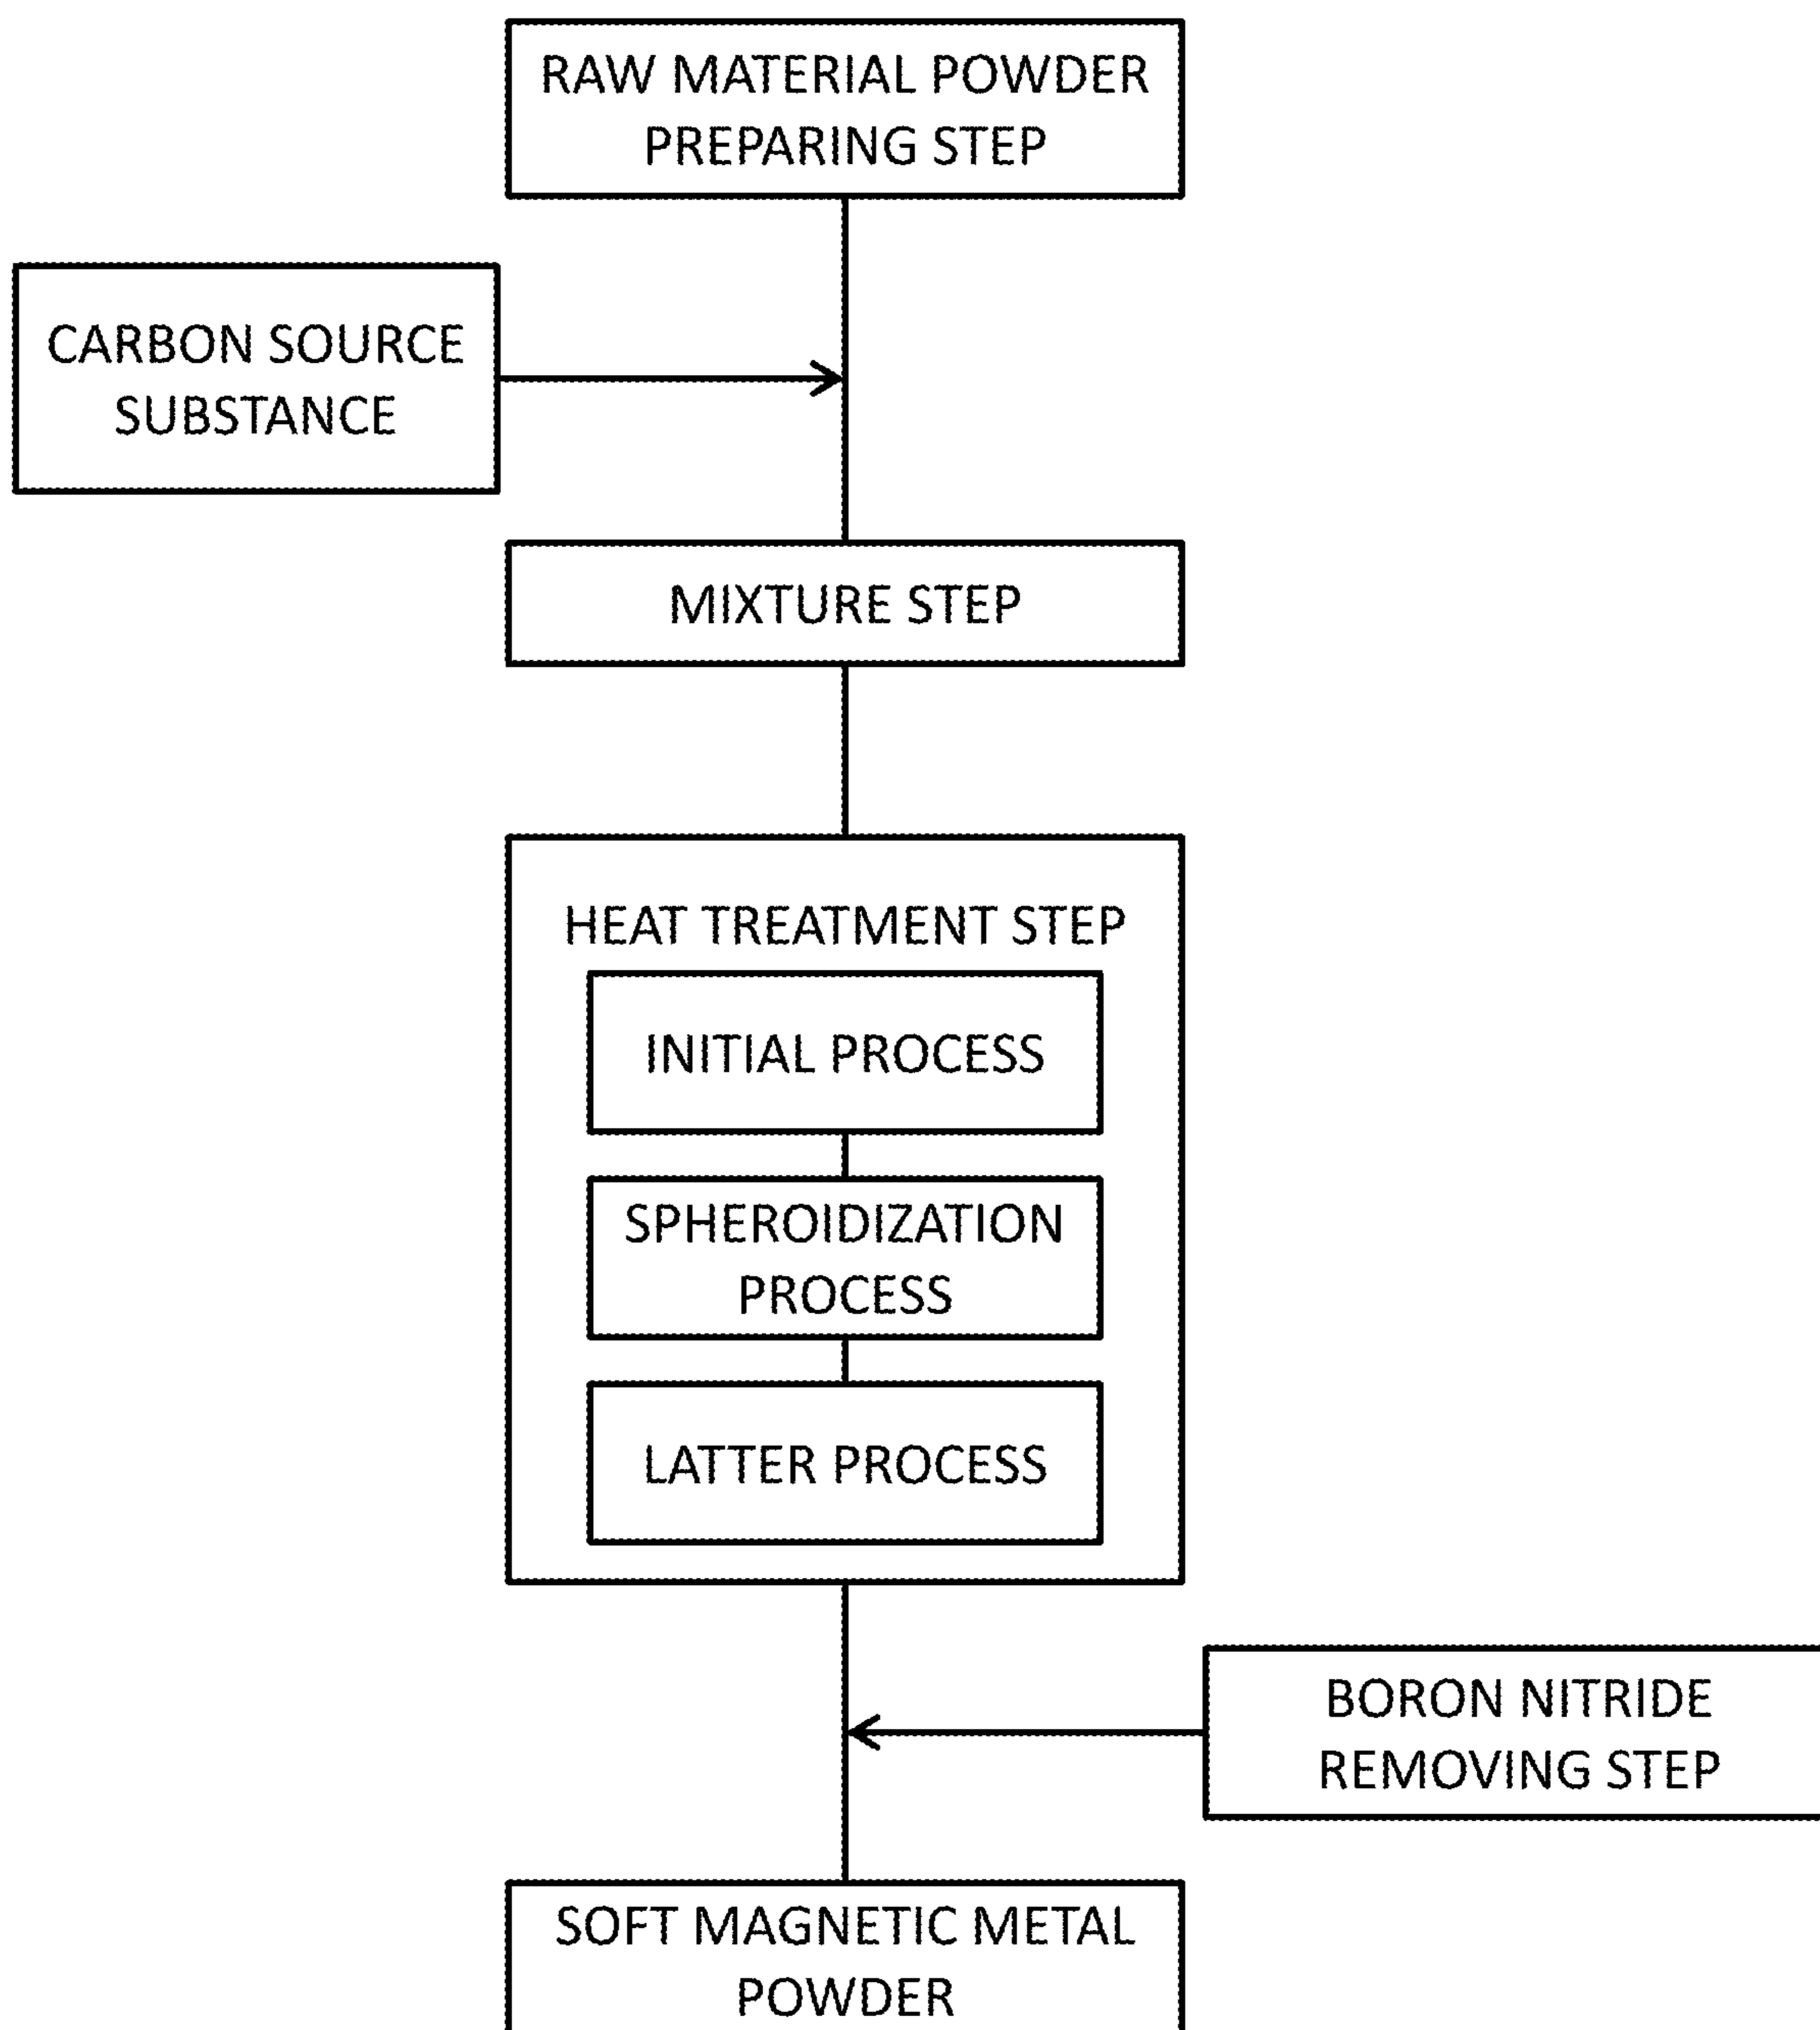 RAW MATERIAL POWDER
PREPARING STEP
CARBON SOURCE
SUBSTANCE
MIXTURE STEP
HEAT TREATMENT STEP
INITIAL PROCESS
SPHEROIDIZATION
PROCESS
LATTER PROCESS
BORON NITRIDE
REMOVING STEP
SOFT MAGNETIC METAL
POWDER